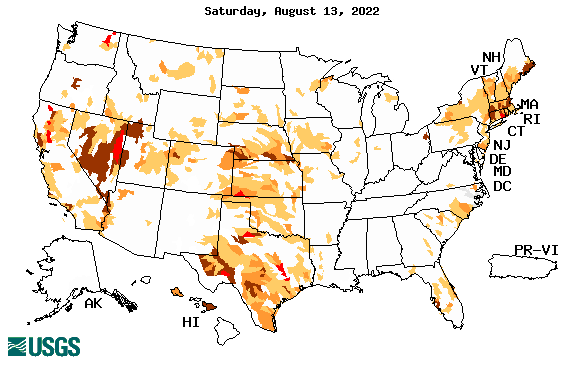 Saturday, August 13, 2022
NH
VT
MA
RI
CT
NJ
DE
MD
DC
PR-VI
AK
HI
USGS